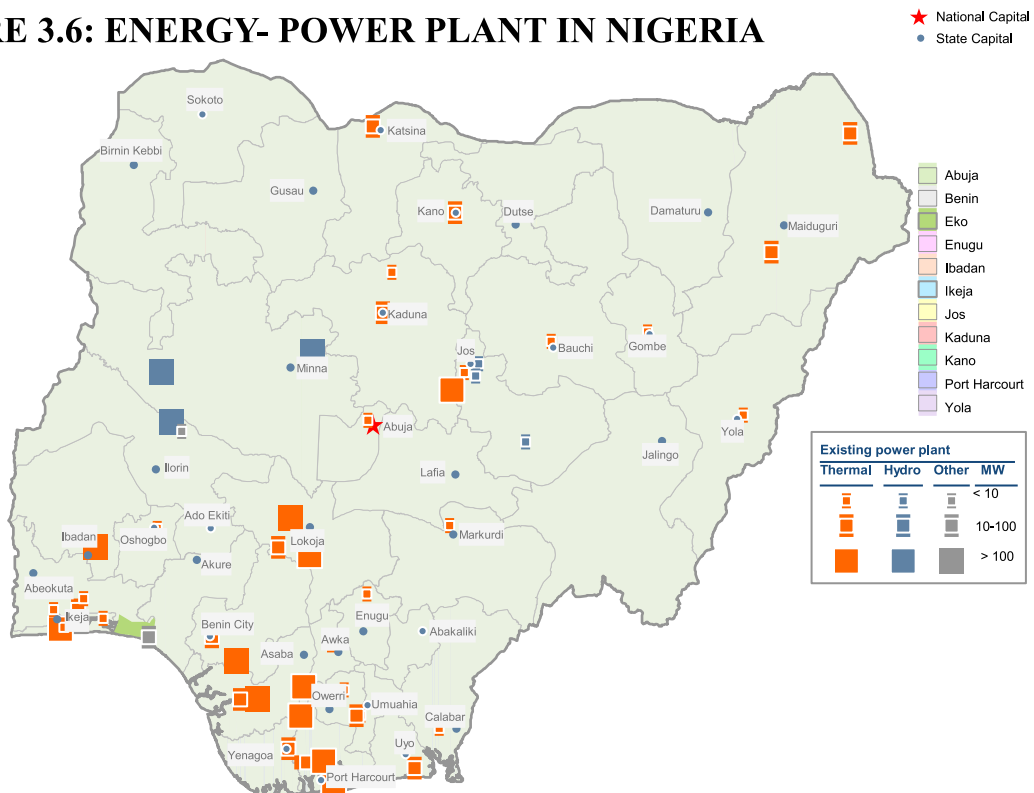 RE 3.6: ENERGY- POWER PLANT IN NIGERIA
National Capital
State Capital
Sokoto
Katsina
Birnin Kebbi
Gusau
Kano
Dutse
Damaturu
Maiduguri
Kaduna
Minna
Jos
Bauchi
Gombe
Abuja
Yola
Jalingo
Ilorin
Lafia
Ado Ekiti
Oshogbo
Ibadan
Lokoja
Markurdi
Akure
Abeokuta
Ikeja
Benin City
Enugu
Awka
Abakaliki
Asaba
Owerri
Umuahia
Calabar
Uyo
Yenagoa
Port Harcourt
Abuja
Benin
Eko
Enugu
Ibadan
Ikeja
Jos
Kaduna
Kano
Port Harcourt
Yola
Existing power plant
Thermal Hydro Other MW
< 10
10-100
> 100